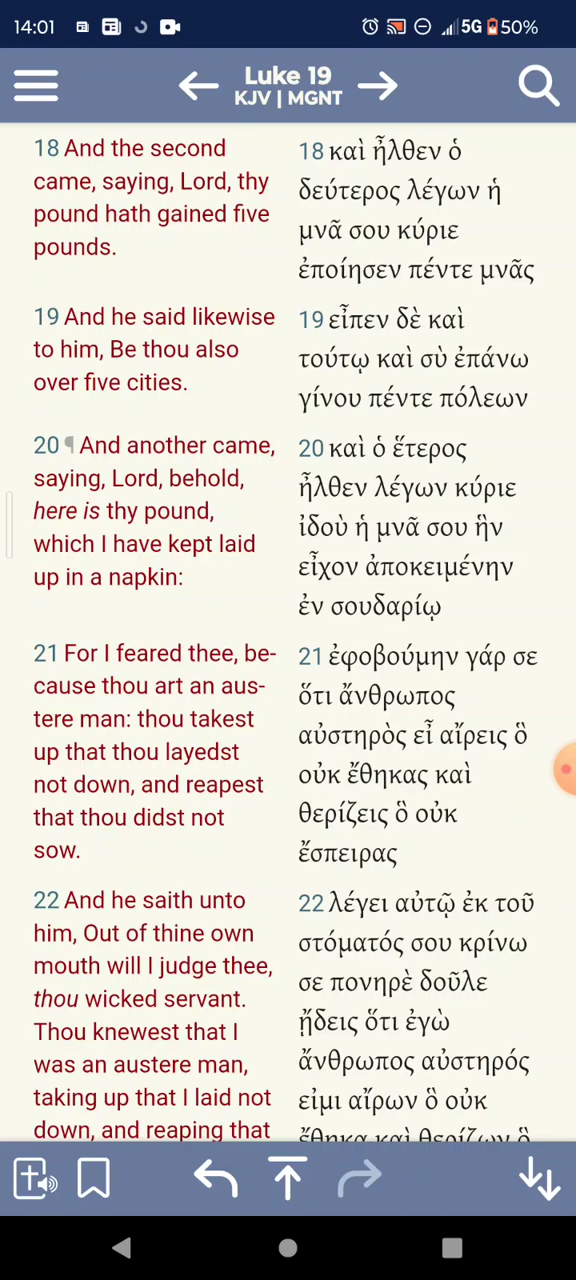 14:01
5G 50%
Luke 19
KJV | MGNT
18 And the second
came, saying, Lord, thy
pound hath gained five
pounds.
19 And he said likewise
to him, Be thou also
over five cities.
20 ¶ And another came,
saying, Lord, behold,
here is thy pound,
which I have kept laid
up in a napkin:
21 For I feared thee, be-
cause thou art an aus-
tere man: thou takest
up that thou layedst
not down, and reapest
that thou didst not
sow.
22 And he saith unto
him, Out of thine own
mouth will I judge thee,
thou wicked servant.
Thou knewest that I
was an austere man,
taking up that I laid not
down, and reaping that
18 καὶ ἦλθεν ὁ
δεύτερος λέγων ἡ
μνᾶ σου κύριε
ἐποίησεν πέντε μνᾶς
19 εἶπεν δὲ καὶ
τούτῳ καὶ σὺ ἐπάνω
γίνου πέντε πόλεων
20 καὶ ὁ ἕτερος
ἦλθεν λέγων κύριε
ἰδοὺ ἡ μνᾶ σου ἣν
εἶχον ἀποκειμένην
ἐν σουδαρίῳ
21 ἐφοβούμην γάρ σε
ὅτι ἄνθρωπος
αὐστηρὸς εἶ αἴρεις ὃ
οὐκ ἔθηκας καὶ
θερίζεις ὃ οὐκ
ἔσπειρας
22 λέγει αὐτῷ ἐκ τοῦ
στόματός σου κρίνω
σε πονηρὲ δοῦλε
ᾔδεις ὅτι ἐγὼ
ἄνθρωπος αὐστηρός
εἰμι αἴρων ὃ οὐκ
ἔθηκα καὶ θερίζων ὃ